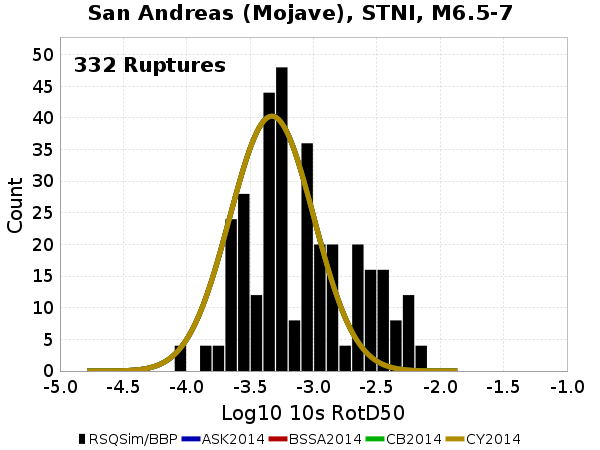 San Andreas (Mojave), STNI, M6.5-7
332 Ruptures
Count
50
45
40
35
30
25
20
15
10
5
0
-5.0 -4.5 -4.0 -3.5 -3.0 -2.5 -2.0 -1.5 -1.0
Log10 10s RotD50
RSQSim/BBP ASK2014 BSSA2014 CB2014 CY2014